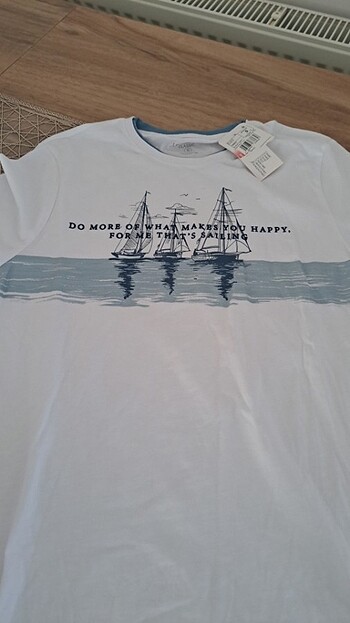 DO MORE OF WHAT MAKES YOU HAPPY.
FOR ME THAT'S SAILING